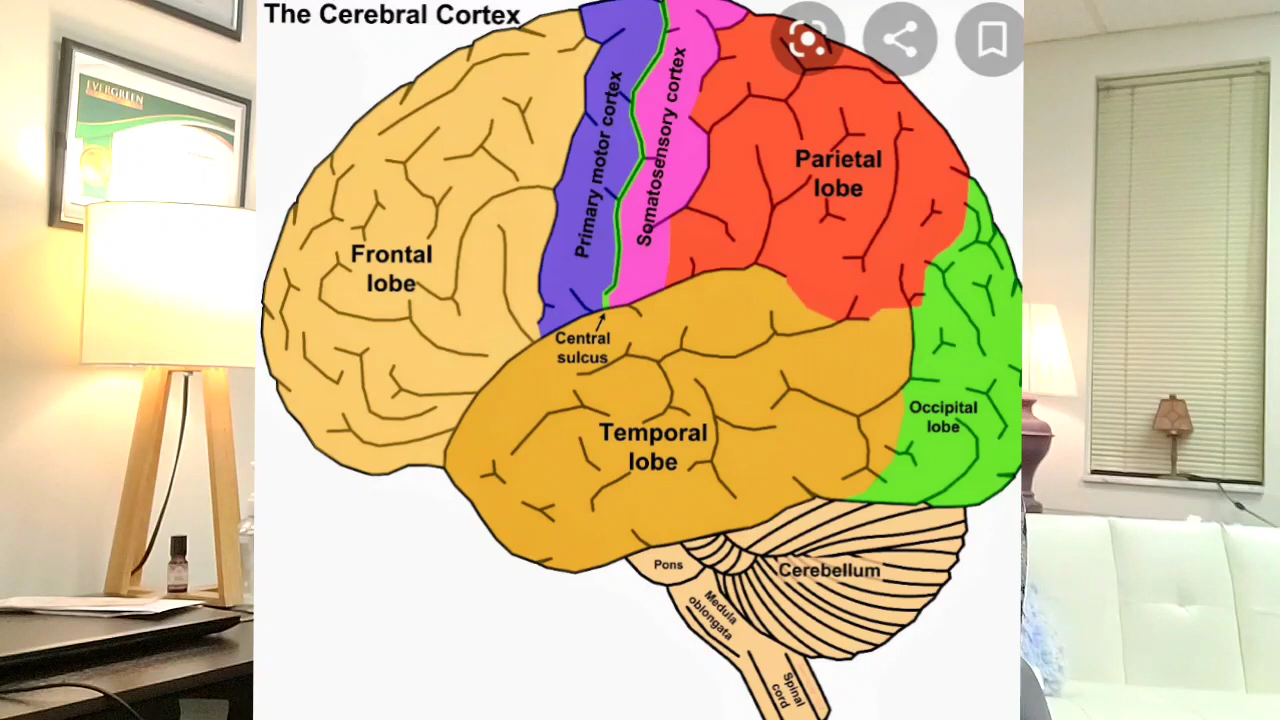 The Cerebral Cortex
EVERGREEN
Primary motor cortex
Somatosensory cortex
Parietal
lobe
Frontal
lobe
Central
sulcus
Occipital
lobe
Temporal
lobe
Pons
Cerebellum
Medula
oblongata
Spinal
cord